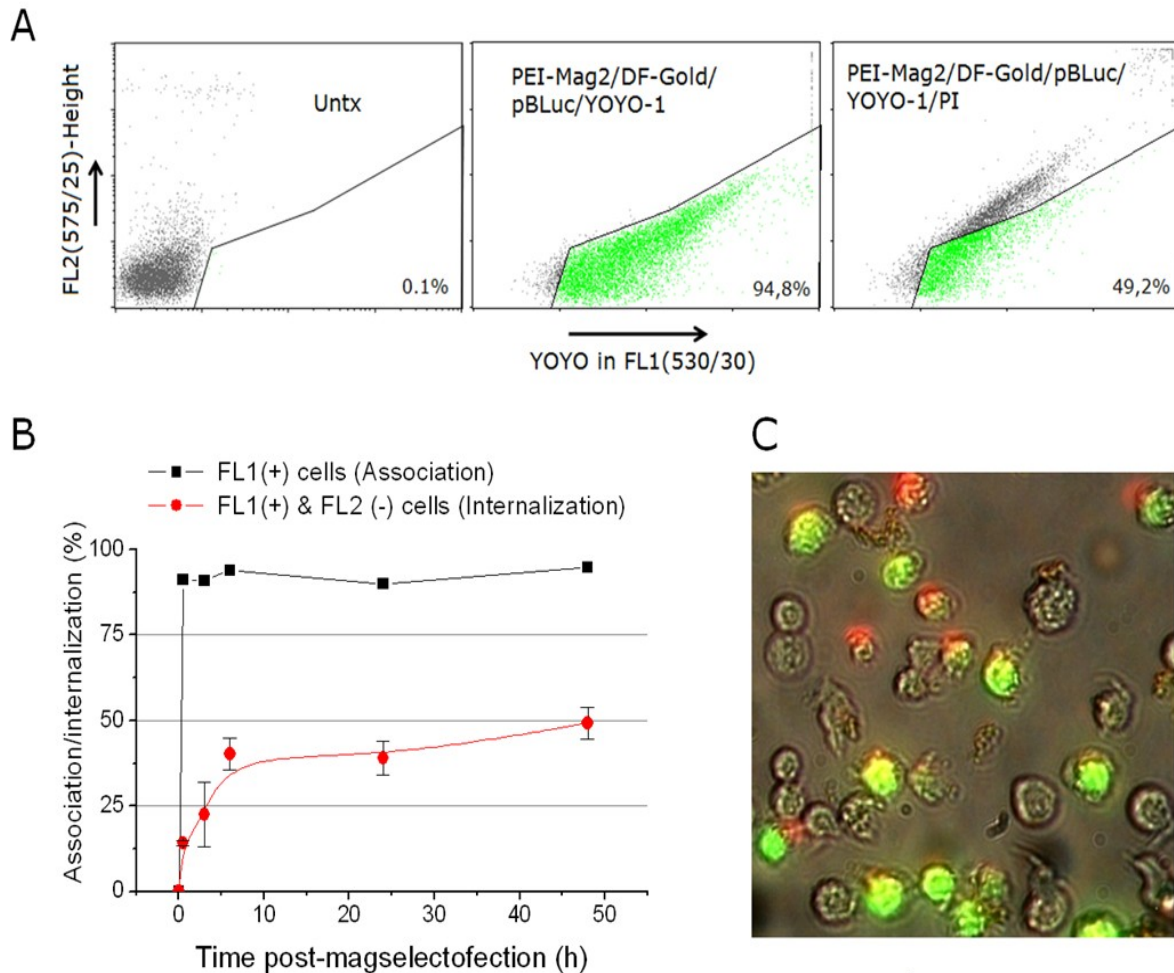 A
FL2(575/25)-Height
Untx
0.1%
PEI-Mag2/DF-Gold/
pBLuc/YOYO-1
94,8%
PEI-Mag2/DF-Gold/pBLuc/
YOYO-1/PI
49,2%
YOYO in FL1(530/30)
B
FL1(+) cells (Association)
FL1(+) & FL2 (-) cells (Internalization)
Association/internalization (%)
100
75
50
25
0
0 10 20 30 40 50
Time post-magselectofection (h)
C